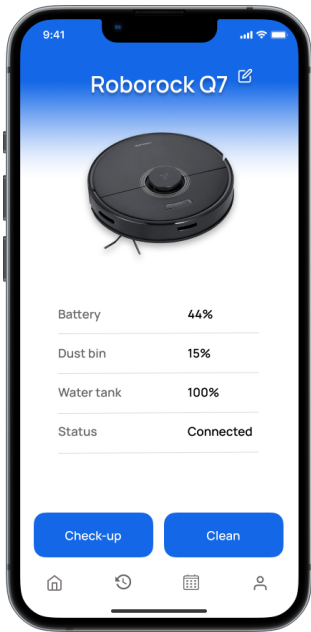 9:41
Roborock Q7
Battery 44%
Dust bin 15%
Water tank 100%
Status Connected
Check-up Clean